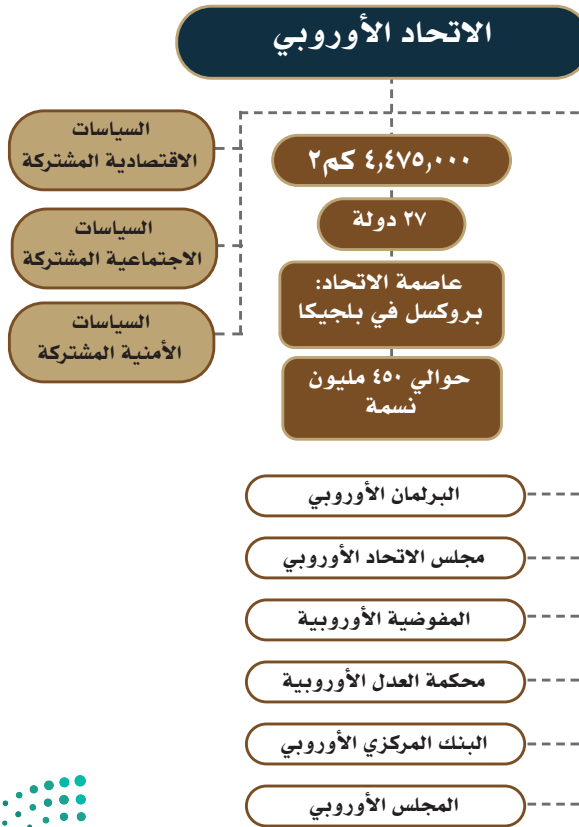 الاتحاد الأوروبي
٤,٤٧٥,٠٠٠ كم٢
٢٧ دولة
عاصمة الاتحاد:
بروكسل في بلجيكا
حوالي ٤٥٠ مليون
نسمة
السياسات
الاقتصادية المشتركة
السياسات
الاجتماعية المشتركة
السياسات
الأمنية المشتركة
البرلمان الأوروبي
مجلس الاتحاد الأوروبي
المفوضية الأوروبية
محكمة العدل الأوروبية
البنك المركزي الأوروبي
المجلس الأوروبي